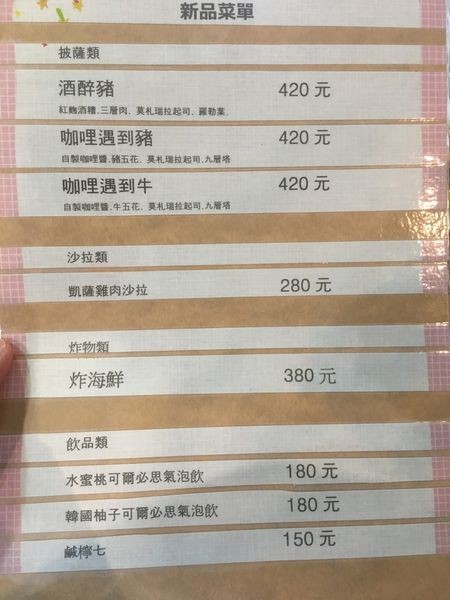 新品菜單
披薩類
酒醉豬 420 元
紅麴酒糟,三層肉, 莫札瑞拉起司, 羅勒葉,
咖哩遇到豬 420 元
自製咖哩醬,豬五花, 莫札瑞拉起司,九層塔
咖哩遇到牛 420 元
自製咖哩醬,牛五花, 莫札瑞拉起司,九層塔
沙拉類
凱薩雞肉沙拉 280 元
炸物類
炸海鮮 380 元
飲品類
水蜜桃可爾必思氣泡飲 180 元
韓國柚子可爾必思氣泡飲 180 元
鹹檸七 150 元